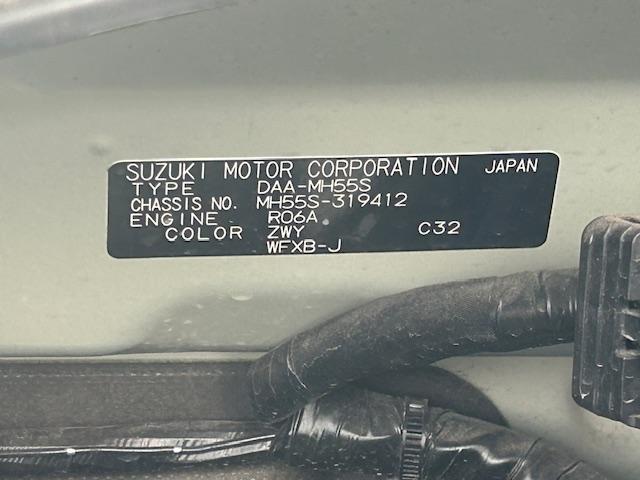 SUZUKI MOTOR CORPORATION JAPAN
TYPE DAA-MH55S
CHASSIS NO. MH55S-319412
ENGINE R06A
COLOR ZWY C32
WFXB-J